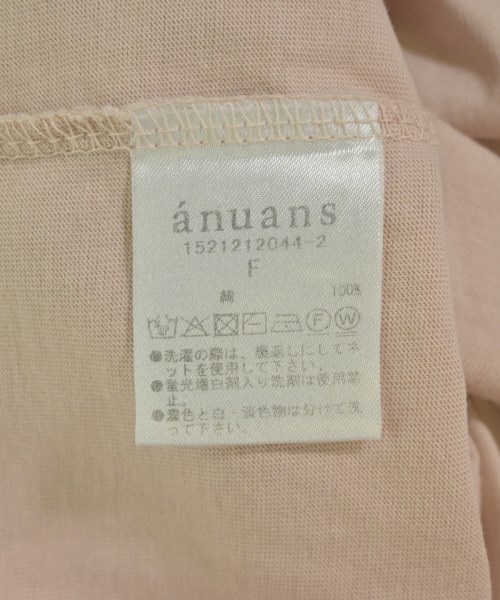 ánuans
1521212044-2
F
綿 100%
F W
●洗濯の際は、裏返しにしてネ
ットを使用して下さい。
●蛍光増白剤入り洗剤は使用禁
止。
●濃色と白・淡色物は分けて洗
って下さい。